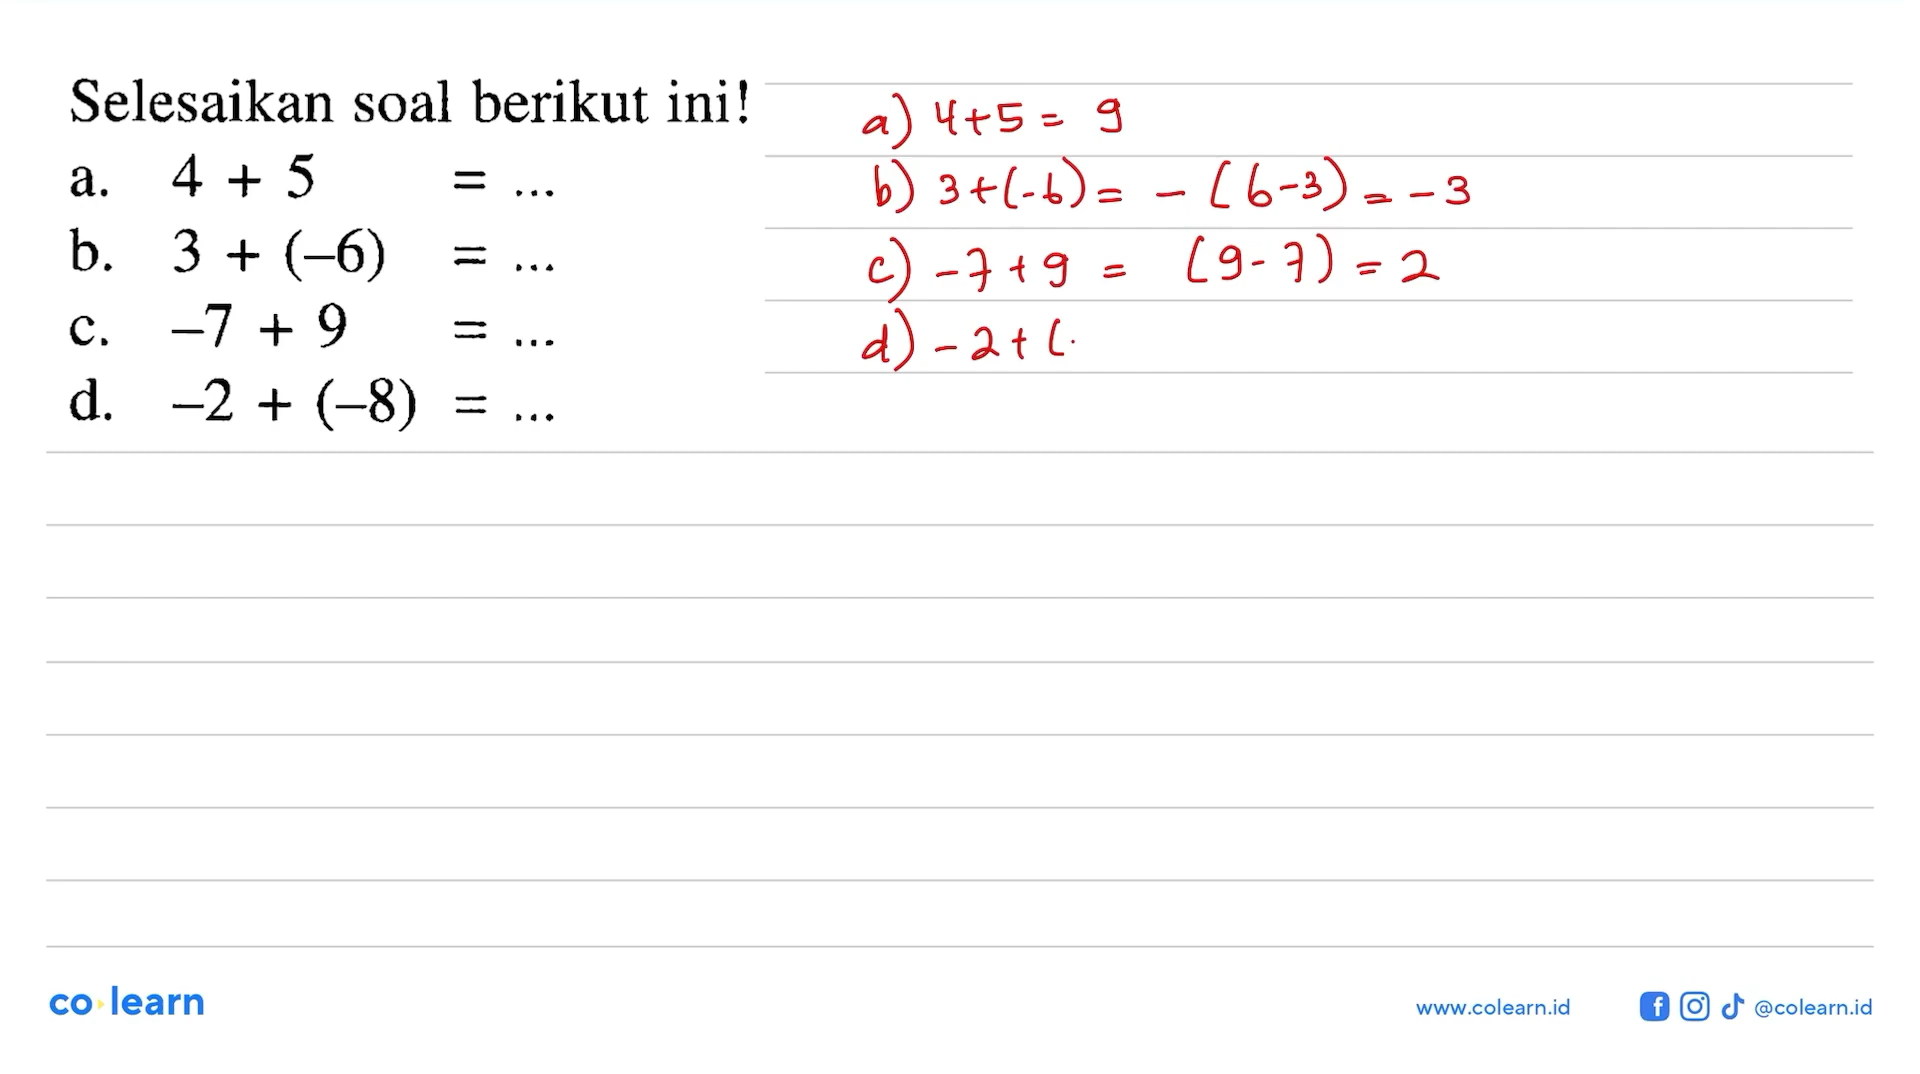 Selesaikan soal berikut ini!
a. 4 + 5 = ...
b. 3 + (–6) = ...
c. –7 + 9 = ...
d. –2 + (–8) = ...
a) 4+5 = 9
b) 3+(-6) = - (6-3) = -3
c) -7+9 = (9-7) = 2
d) -2+(.
co learn
www.colearn.id
@colearn.id